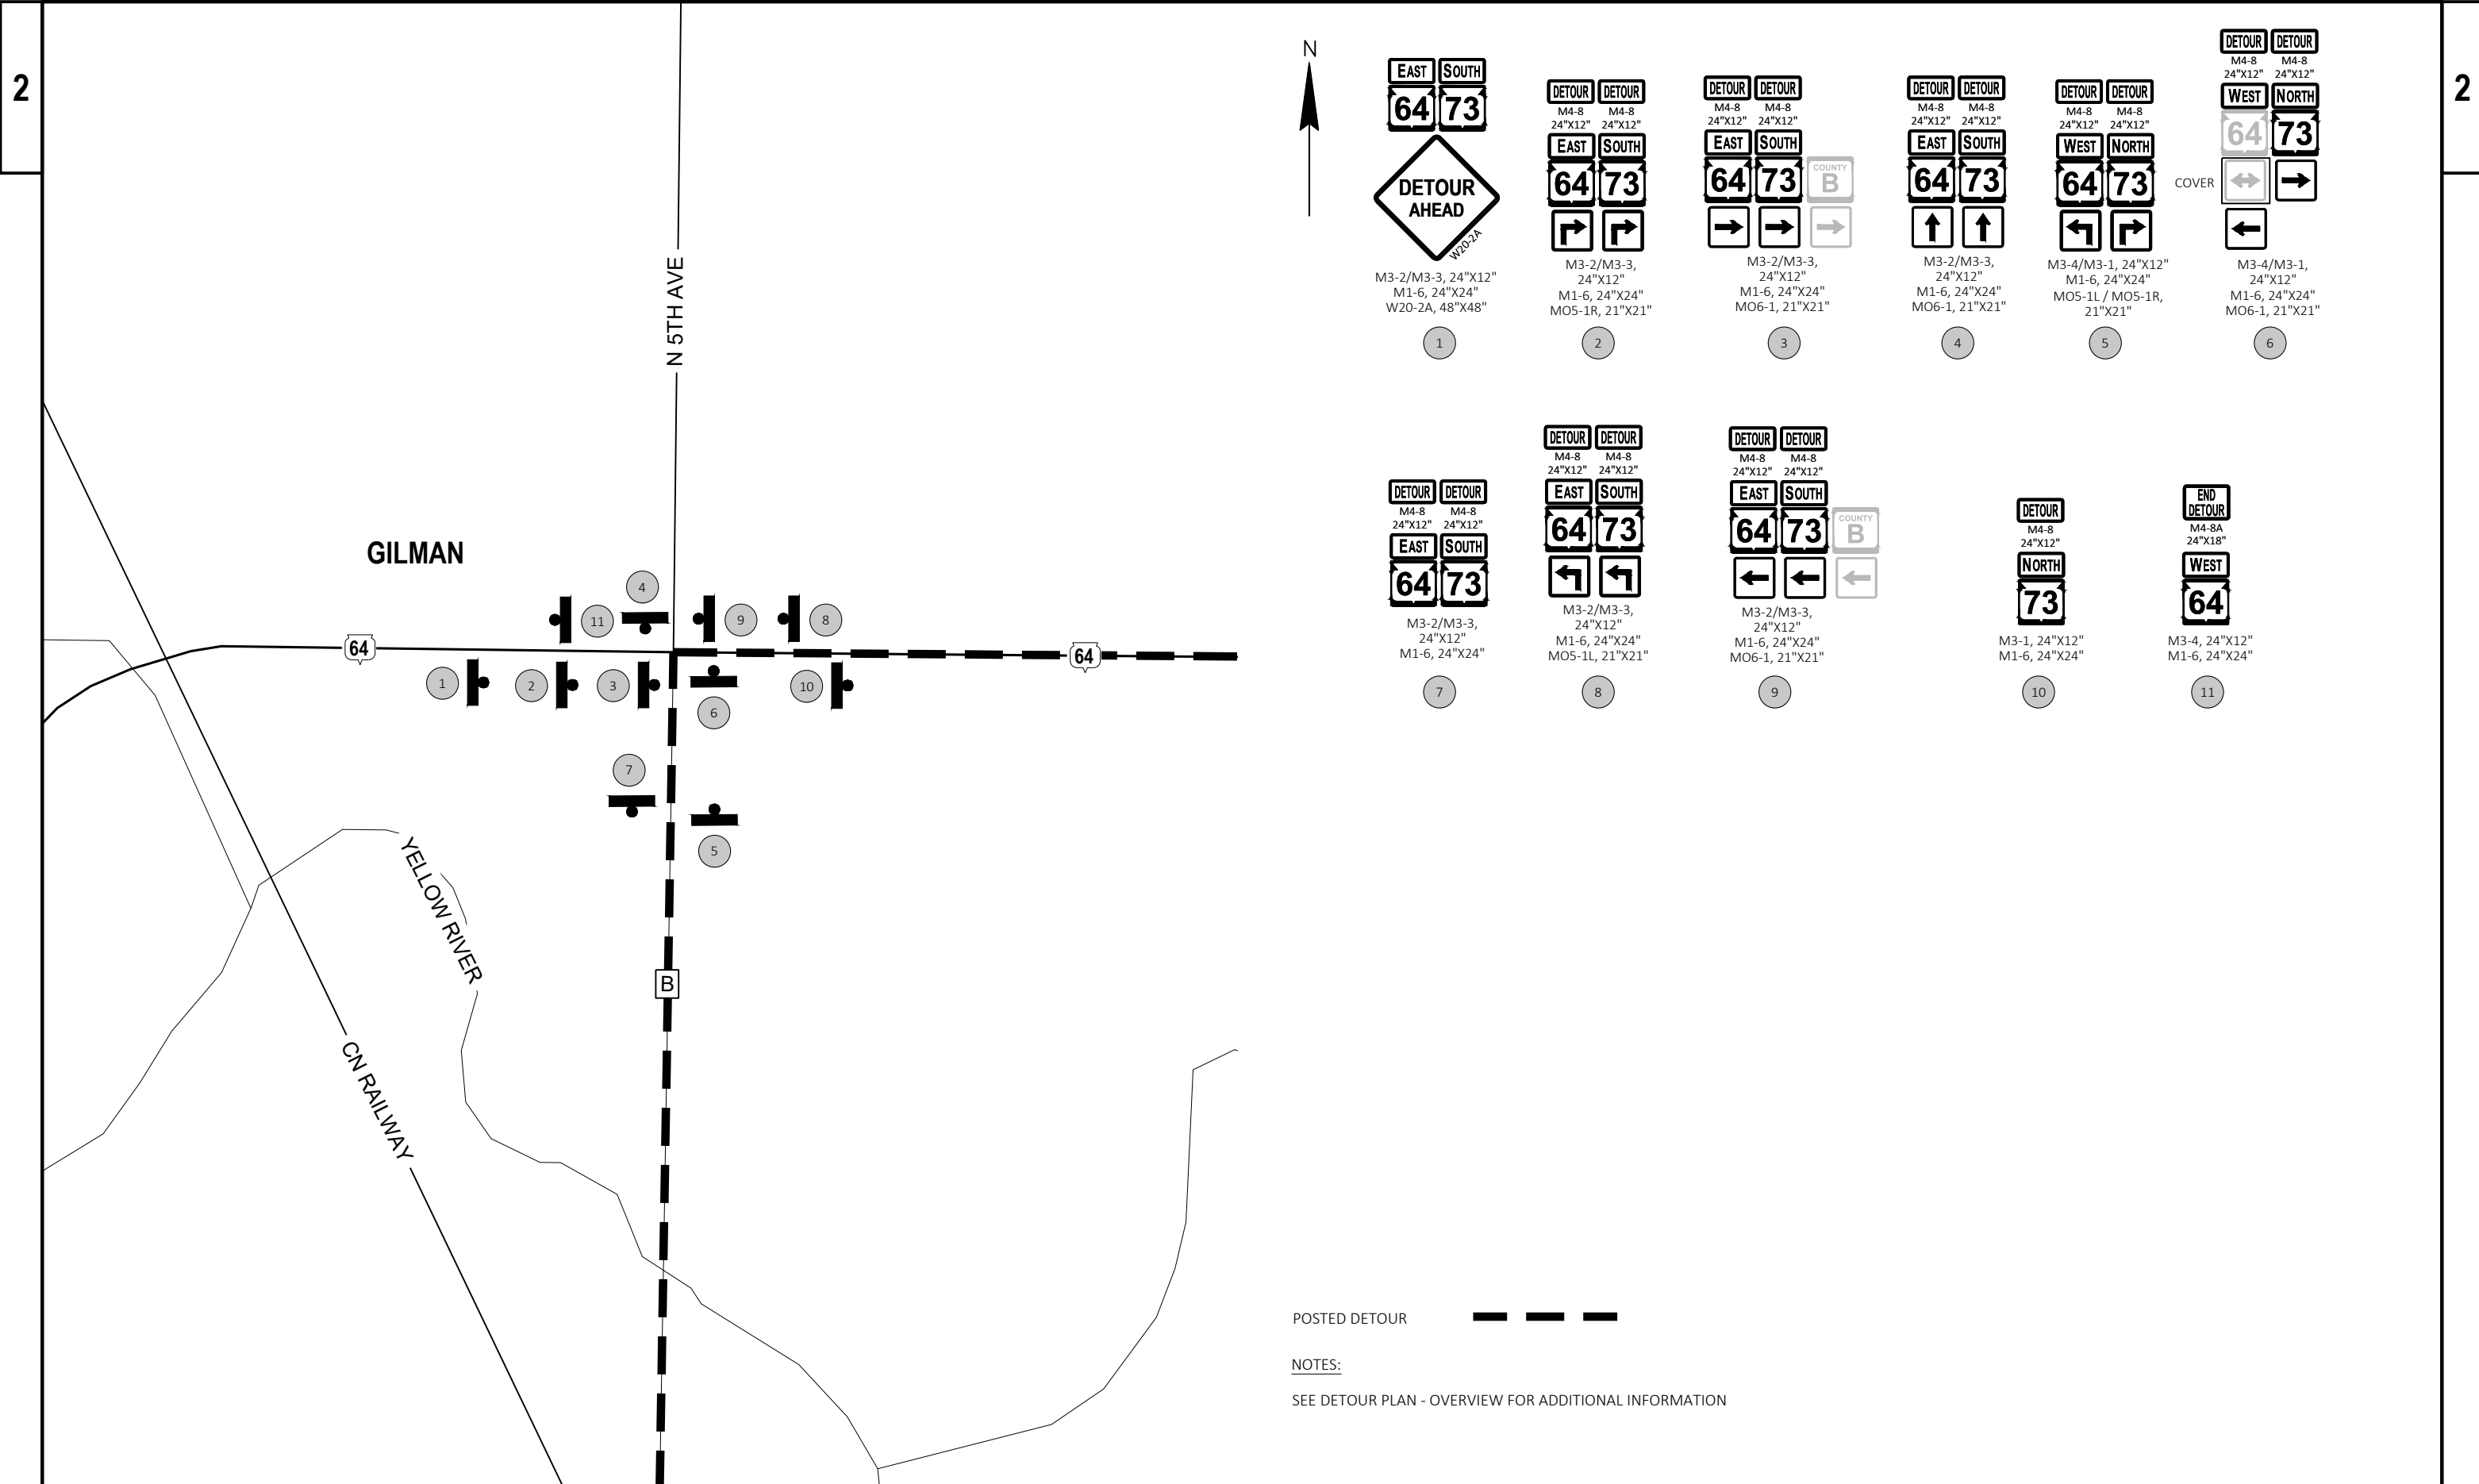 2
2
N
EAST SOUTH
64 73
DETOUR
AHEAD
W20-2A
M3-2/M3-3, 24"X12"
M1-6, 24"X24"
W20-2A, 48"X48"
1
DETOUR DETOUR
M4-8 M4-8
24"X12" 24"X12"
EAST SOUTH
64 73
M3-2/M3-3,
24"X12"
M1-6, 24"X24"
MO5-1R, 21"X21"
2
DETOUR DETOUR
M4-8 M4-8
24"X12" 24"X12"
EAST SOUTH
64 73 COUNTY B
M3-2/M3-3,
24"X12"
M1-6, 24"X24"
MO6-1, 21"X21"
3
DETOUR DETOUR
M4-8 M4-8
24"X12" 24"X12"
EAST SOUTH
64 73
M3-2/M3-3,
24"X12"
M1-6, 24"X24"
MO6-1, 21"X21"
4
DETOUR DETOUR
M4-8 M4-8
24"X12" 24"X12"
WEST NORTH
64 73
M3-4/M3-1, 24"X12"
M1-6, 24"X24"
MO5-1L / MO5-1R,
21"X21"
5
DETOUR DETOUR
M4-8 M4-8
24"X12" 24"X12"
WEST NORTH
64 73
COVER
M3-4/M3-1,
24"X12"
M1-6, 24"X24"
MO6-1, 21"X21"
6
DETOUR DETOUR
M4-8 M4-8
24"X12" 24"X12"
EAST SOUTH
64 73
M3-2/M3-3,
24"X12"
M1-6, 24"X24"
7
DETOUR DETOUR
M4-8 M4-8
24"X12" 24"X12"
EAST SOUTH
64 73
M3-2/M3-3,
24"X12"
M1-6, 24"X24"
MO5-1L, 21"X21"
8
DETOUR DETOUR
M4-8 M4-8
24"X12" 24"X12"
EAST SOUTH
64 73 COUNTY B
M3-2/M3-3,
24"X12"
M1-6, 24"X24"
MO6-1, 21"X21"
9
DETOUR
M4-8
24"X12"
NORTH
73
M3-1, 24"X12"
M1-6, 24"X24"
10
END
DETOUR
M4-8A
24"X18"
WEST
64
M3-4, 24"X12"
M1-6, 24"X24"
11
N 5TH AVE
GILMAN
4
11
9
8
64
64
1
2
3
10
6
7
5
YELLOW RIVER
B
CN RAILWAY
POSTED DETOUR
NOTES:
SEE DETOUR PLAN - OVERVIEW FOR ADDITIONAL INFORMATION